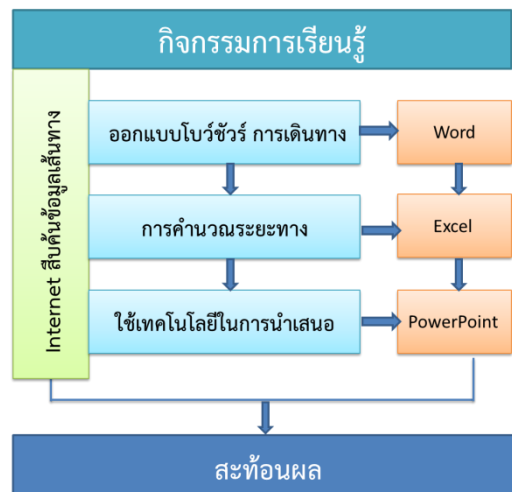 กิจกรรมการเรียนรู้
Internet สืบค้นข้อมูลเส้นทาง
ออกแบบโบว์ชัวร์ การเดินทาง
Word
การคำนวณระยะทาง
Excel
ใช้เทคโนโลยีในการนำเสนอ
PowerPoint
สะท้อนผล